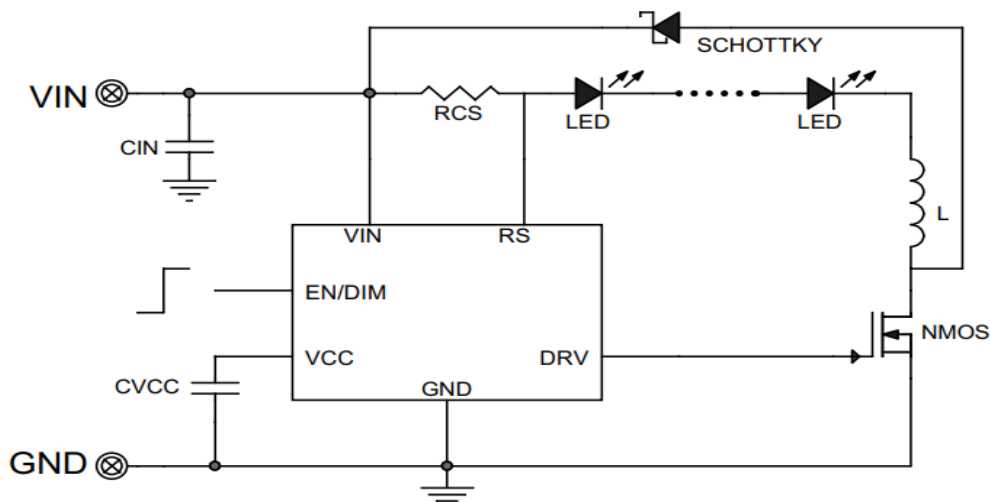 SCHOTTKY
VIN
RCS
LED
LED
CIN
L
VIN
RS
EN/DIM
NMOS
VCC
DRV
CVCC
GND
GND